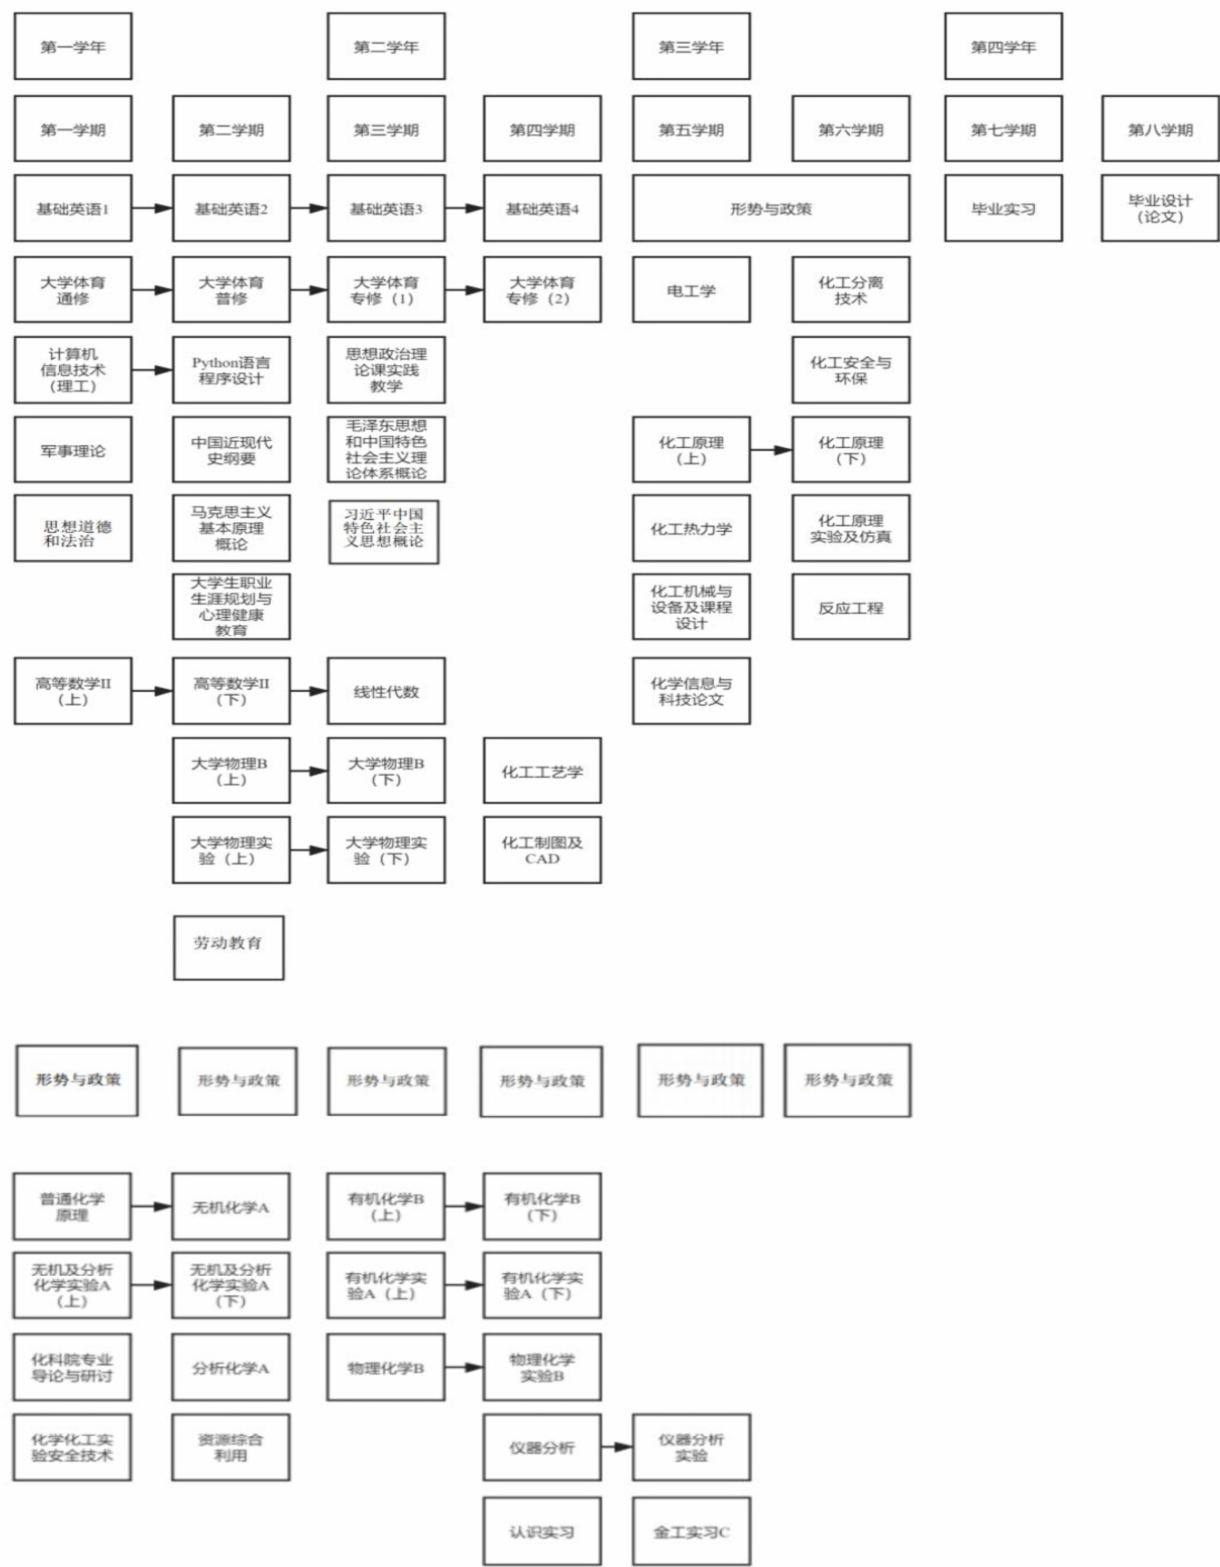 第一学年
第二学年
第三学年
第四学年
第一学期
第二学期
第三学期
第四学期
第五学期
第六学期
第七学期
第八学期
基础英语1
基础英语2
基础英语3
基础英语4
形势与政策
毕业实习
毕业设计
（论文）
大学体育
通修
大学体育
普修
大学体育
专修（1）
大学体育
专修（2）
电工学
化工分离
技术
计算机
信息技术
（理工）
Python语言
程序设计
思想政治理
论课实践
教学
化工安全与
环保
军事理论
中国近现代
史纲要
毛泽东思想
和中国特色
社会主义理
论体系概论
化工原理
（上）
化工原理
（下）
思想道德
和法治
马克思主义
基本原理
概论
习近平中国
特色社会主
义思想概论
化工热力学
化工原理
实验及仿真
大学生职业
生涯规划与
心理健康
教育
化工机械与
设备及课程
设计
反应工程
高等数学II
（上）
高等数学II
（下）
线性代数
化学信息与
科技论文
大学物理B
（上）
大学物理B
（下）
化工工艺学
大学物理实
验（上）
大学物理实
验（下）
化工制图及
CAD
劳动教育
形势与政策
形势与政策
形势与政策
形势与政策
形势与政策
形势与政策
普通化学
原理
无机化学A
有机化学B
（上）
有机化学B
（下）
无机及分析
化学实验A
（上）
无机及分析
化学实验A
（下）
有机化学实
验A（上）
有机化学实
验A（下）
化科院专业
导论与研讨
分析化学A
物理化学B
物理化学
实验B
化学化工实
验安全技术
资源综合
利用
仪器分析
仪器分析
实验
认识实习
金工实习C